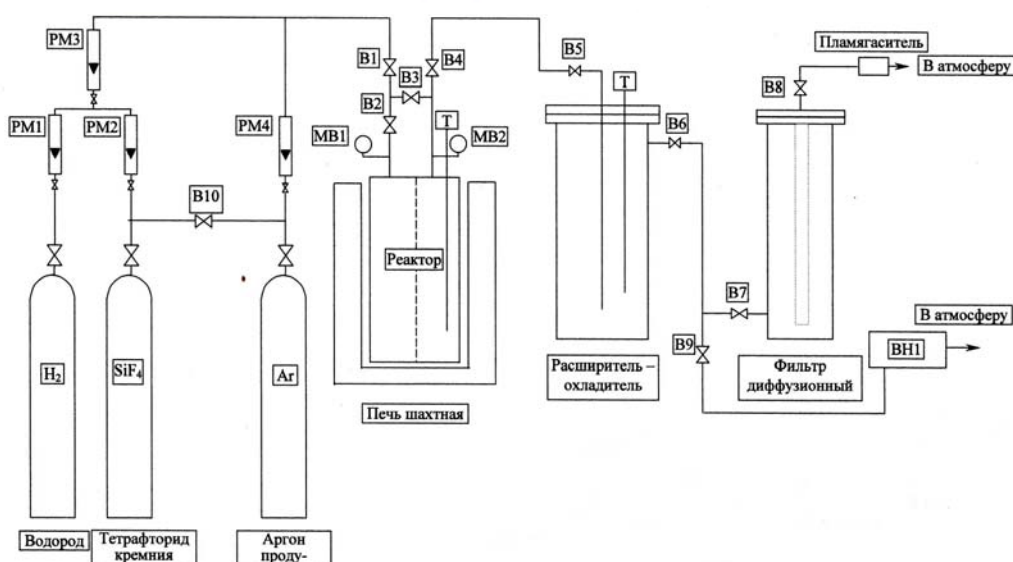 РМ3
В1
В4
В5
Пламягаситель
В атмосферу
В3
В8
Т
РМ1
РМ2
РМ4
В2
Т
МВ1
МВ2
В6
В10
Реактор
В7
В атмосферу
H₂
SiF₄
Ar
В9
ВН1
Расширитель –
охладитель
Фильтр
диффузионный
Печь шахтная
Водород
Тетрафторид
кремния
Аргон
проду-